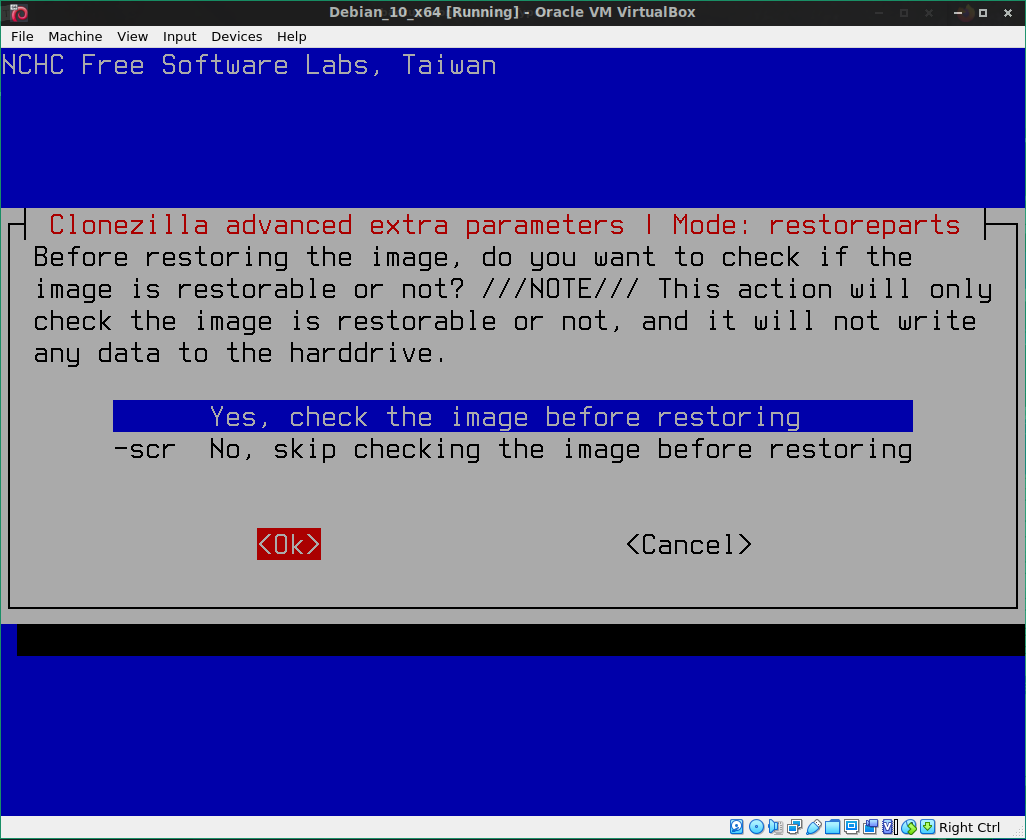 Debian_10_x64 [Running] - Oracle VM VirtualBox
File Machine View Input Devices Help
NCHC Free Software Labs, Taiwan
Clonezilla advanced extra parameters | Mode: restoreparts
Before restoring the image, do you want to check if the
image is restorable or not? ///NOTE/// This action will only
check the image is restorable or not, and it will not write
any data to the harddrive.
Yes, check the image before restoring
-scr No, skip checking the image before restoring
<Ok> <Cancel>
Right Ctrl